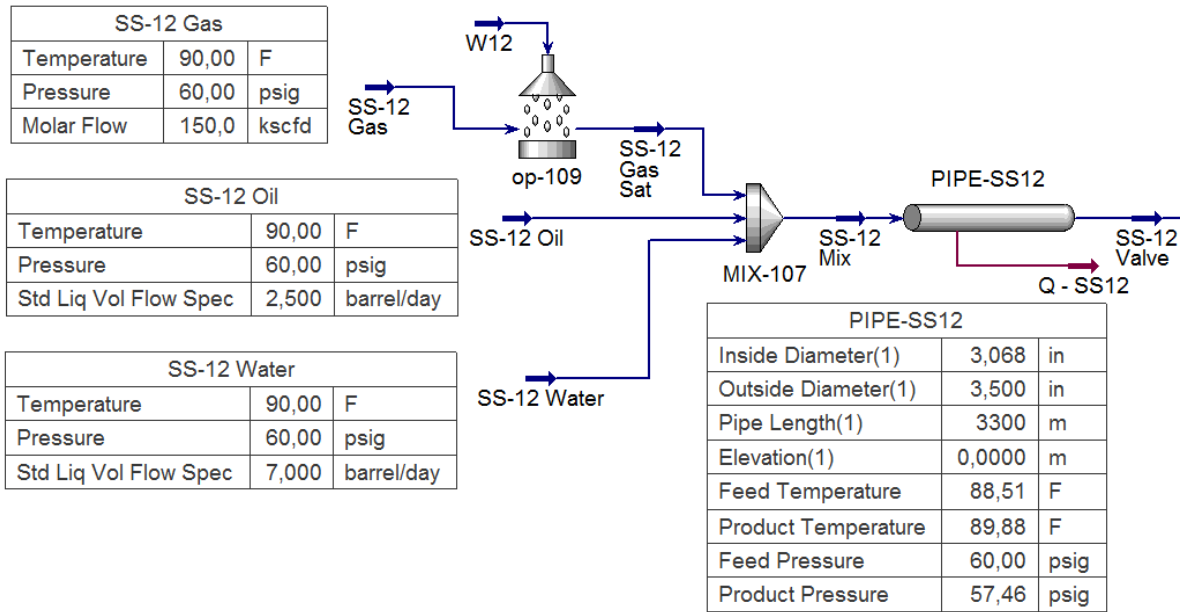 SS-12 Gas
Temperature 90,00 F
Pressure 60,00 psig
Molar Flow 150,0 kscfd
W12
SS-12
Gas
op-109
SS-12
Gas
Sat
SS-12 Oil
Temperature 90,00 F
Pressure 60,00 psig
Std Liq Vol Flow Spec 2,500 barrel/day
SS-12 Oil
MIX-107
SS-12
Mix
PIPE-SS12
SS-12
Valve
Q - SS12
SS-12 Water
Temperature 90,00 F
Pressure 60,00 psig
Std Liq Vol Flow Spec 7,000 barrel/day
SS-12 Water
PIPE-SS12
Inside Diameter(1) 3,068 in
Outside Diameter(1) 3,500 in
Pipe Length(1) 3300 m
Elevation(1) 0,0000 m
Feed Temperature 88,51 F
Product Temperature 89,88 F
Feed Pressure 60,00 psig
Product Pressure 57,46 psig